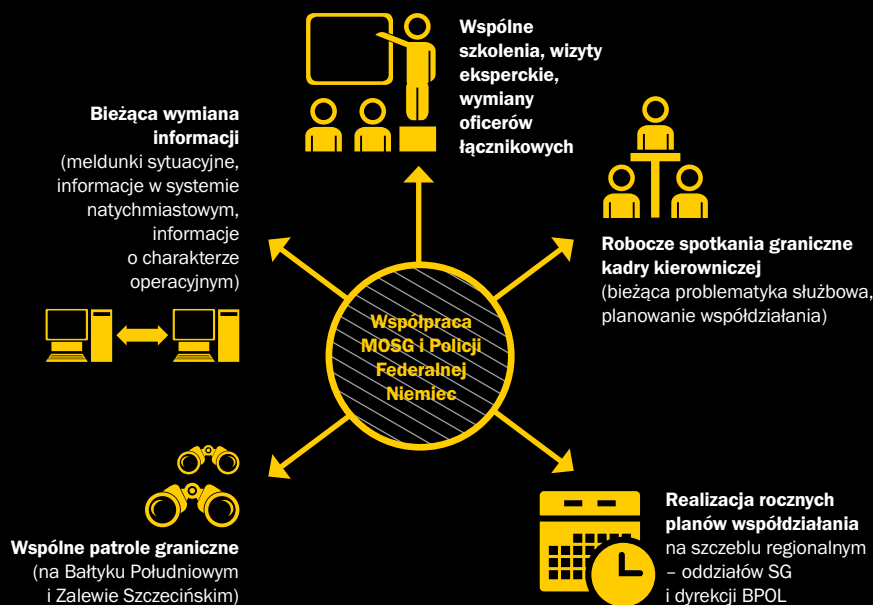 Wspólne
szkolenia, wizyty
eksperckie,
wymiany
oficerów
łącznikowych
Bieżąca wymiana
informacji
(meldunki sytuacyjne,
informacje w systemie
natychmiastowym,
informacje
o charakterze
operacyjnym)
Robocze spotkania graniczne
kadry kierowniczej
(bieżąca problematyka służbowa,
planowanie współdziałania)
Współpraca
MOSG i Policji
Federalnej
Niemiec
Wspólne patrole graniczne
(na Bałtyku Południowym
i Zalewie Szczecińskim)
Realizacja rocznych
planów współdziałania
na szczeblu regionalnym
– oddziałów SG
i dyrekcji BPOL